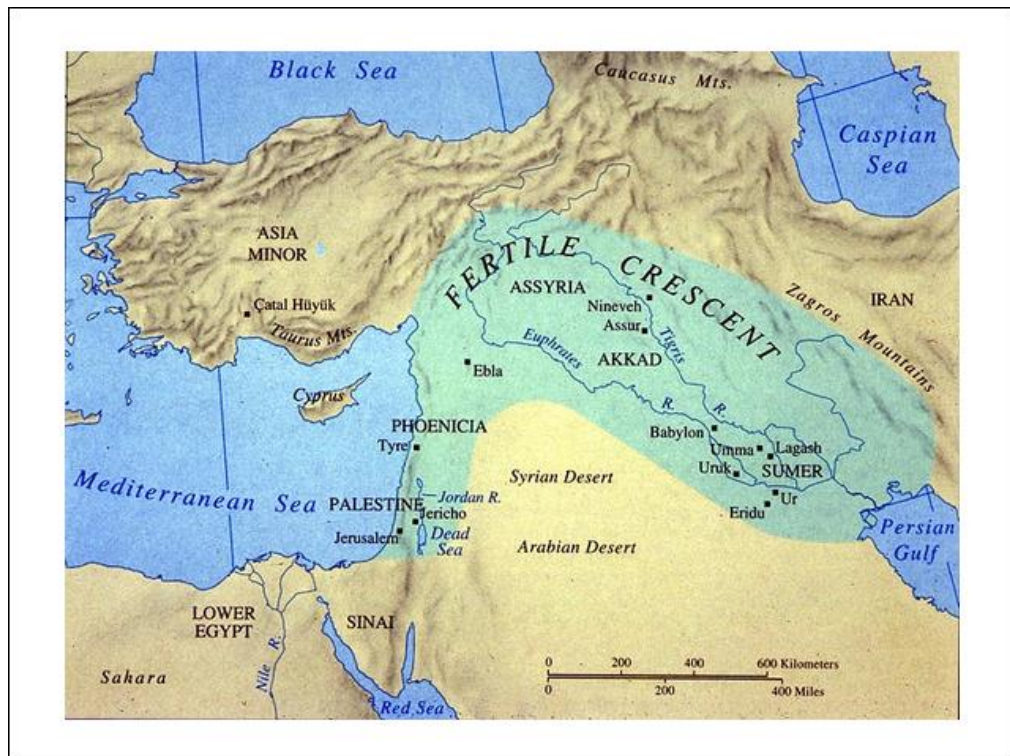 Black Sea
Caucasus Mts.
Caspian
Sea
ASIA
MINOR
FERTILE CRESCENT
ASSYRIA
Zagros Mountains
IRAN
Nineveh
Çatal Hüyük
Assur
Taurus Mts.
Euphrates R.
Tigris R.
AKKAD
Ebla
Cyprus
PHOENICIA
Babylon
Tyre
Umma
Lagash
Uruk
SUMER
Syrian Desert
Mediterranean Sea
PALESTINE
Jordan R.
Ur
Jericho
Eridu
Jerusalem
Dead
Sea
Persian
Gulf
Arabian Desert
LOWER
EGYPT
SINAI
Nile R.
Sahara
0 200 400 600 Kilometers
0 200 400 Miles
Red Sea